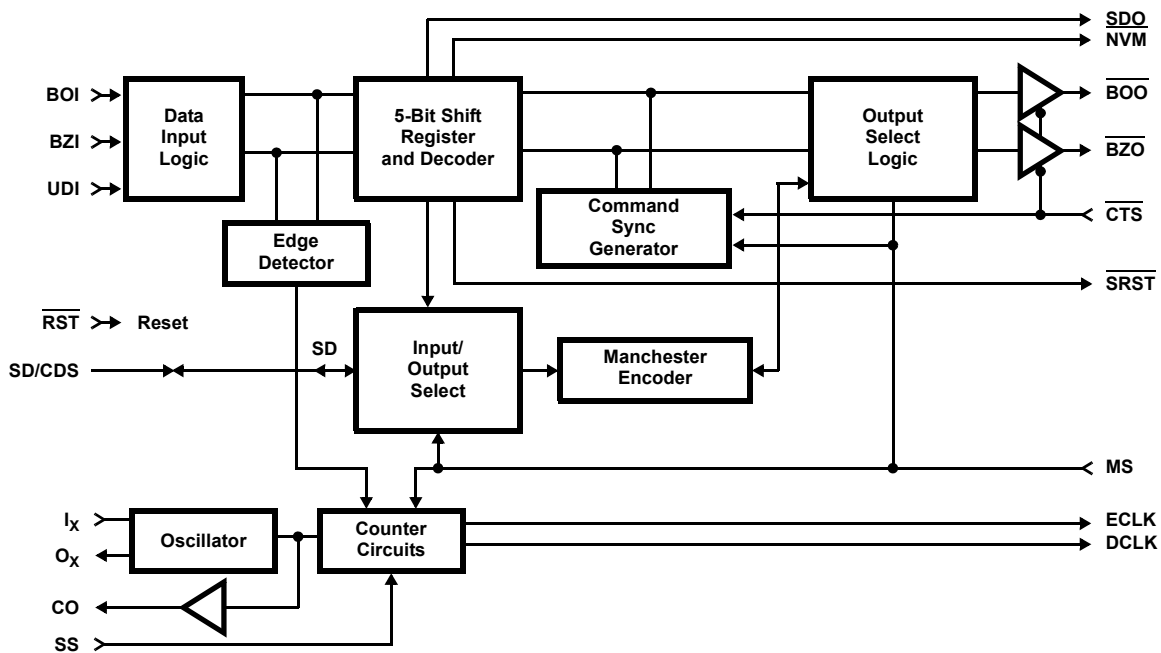 SDO
NVM
BOI
BZI
UDI
Data
Input
Logic
5-Bit Shift
Register
and Decoder
Output
Select
Logic
BOO
BZO
CTS
Command
Sync
Generator
Edge
Detector
SRST
RST
Reset
SD/CDS
SD
Input/
Output
Select
Manchester
Encoder
MS
IX
OX
Oscillator
Counter
Circuits
ECLK
DCLK
CO
SS